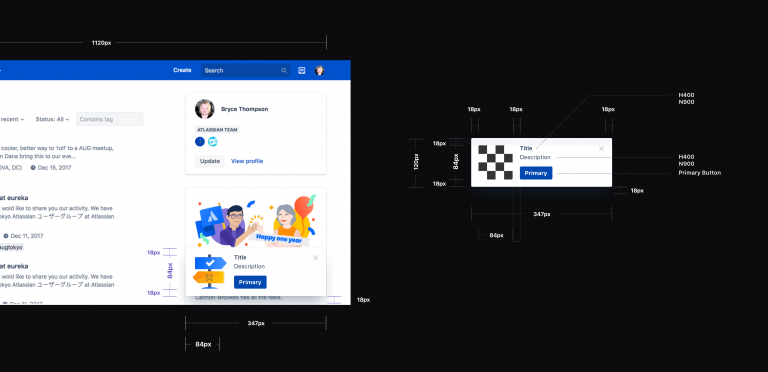 1120px
Create
Search
Bryce Thompson
ATLASSIAN TEAM
Update
View profile
recent
Status: All
Contains tag
cooler, better way to 'roll' to a AUG meetup,
n Dana bring this to our eve...
OVA, DC)
Dec 15, 2017
at eureka
e would like to share you our activity. We have
okyo Atlassian ユーザーグループ at Atlassian
Dec 11, 2017
augtokyo
at eureka
e would like to share you our activity. We have
okyo Atlassian ユーザーグループ at Atlassian
Happy one year
Title
Description
Primary
Cannon-Brookes has all the feels.
18px
84px
18px
18px
347px
84px
18px
18px
18px
H400
N900
120px
18px
84px
18px
Title
Description
Primary
H400
N900
Primary Button
18px
347px
84px